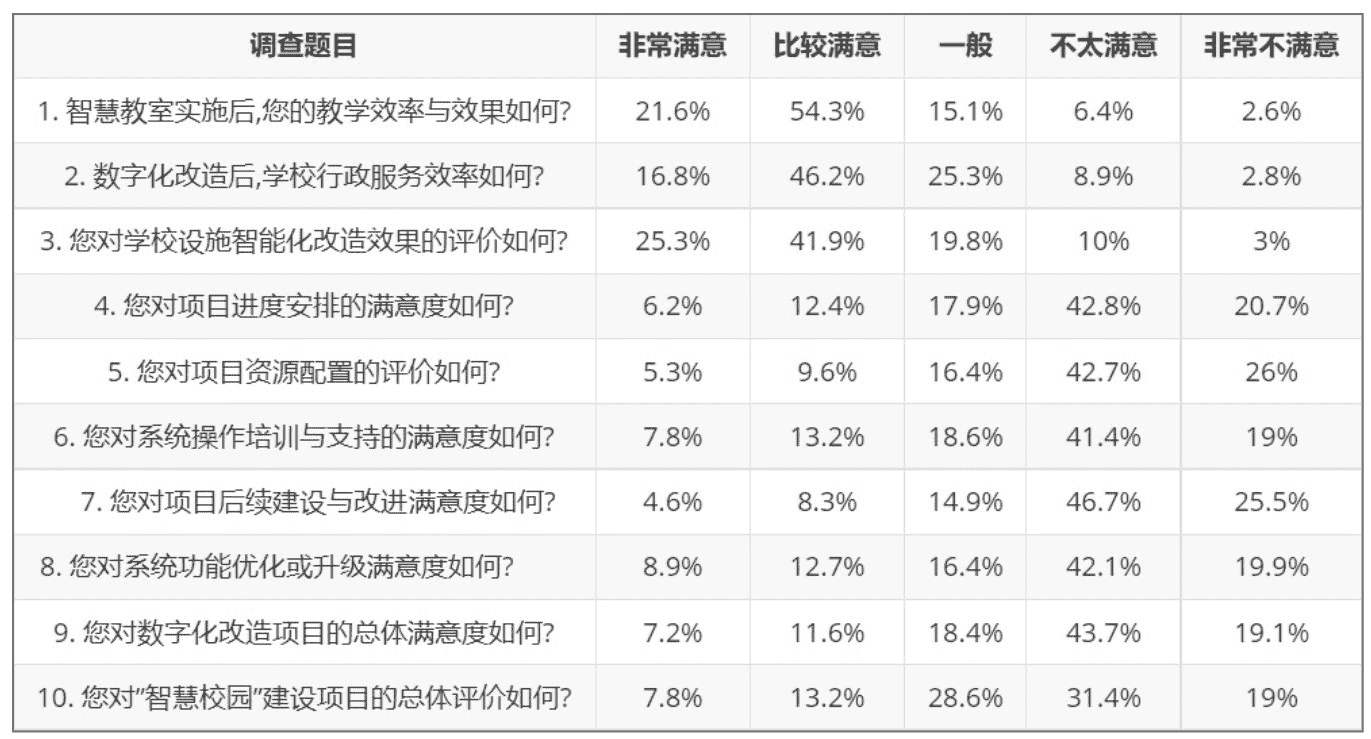 调查题目 非常满意 比较满意 一般 不太满意 非常不满意
1. 智慧教室实施后,您的教学效率与效果如何? 21.6% 54.3% 15.1% 6.4% 2.6%
2. 数字化改造后,学校行政服务效率如何? 16.8% 46.2% 25.3% 8.9% 2.8%
3. 您对学校设施智能化改造效果的评价如何? 25.3% 41.9% 19.8% 10% 3%
4. 您对项目进度安排的满意度如何? 6.2% 12.4% 17.9% 42.8% 20.7%
5. 您对项目资源配置的评价如何? 5.3% 9.6% 16.4% 42.7% 26%
6. 您对系统操作培训与支持的满意度如何? 7.8% 13.2% 18.6% 41.4% 19%
7. 您对项目后续建设与改进满意度如何? 4.6% 8.3% 14.9% 46.7% 25.5%
8. 您对系统功能优化或升级满意度如何? 8.9% 12.7% 16.4% 42.1% 19.9%
9. 您对数字化改造项目的总体满意度如何? 7.2% 11.6% 18.4% 43.7% 19.1%
10. 您对"智慧校园"建设项目的总体评价如何? 7.8% 13.2% 28.6% 31.4% 19%